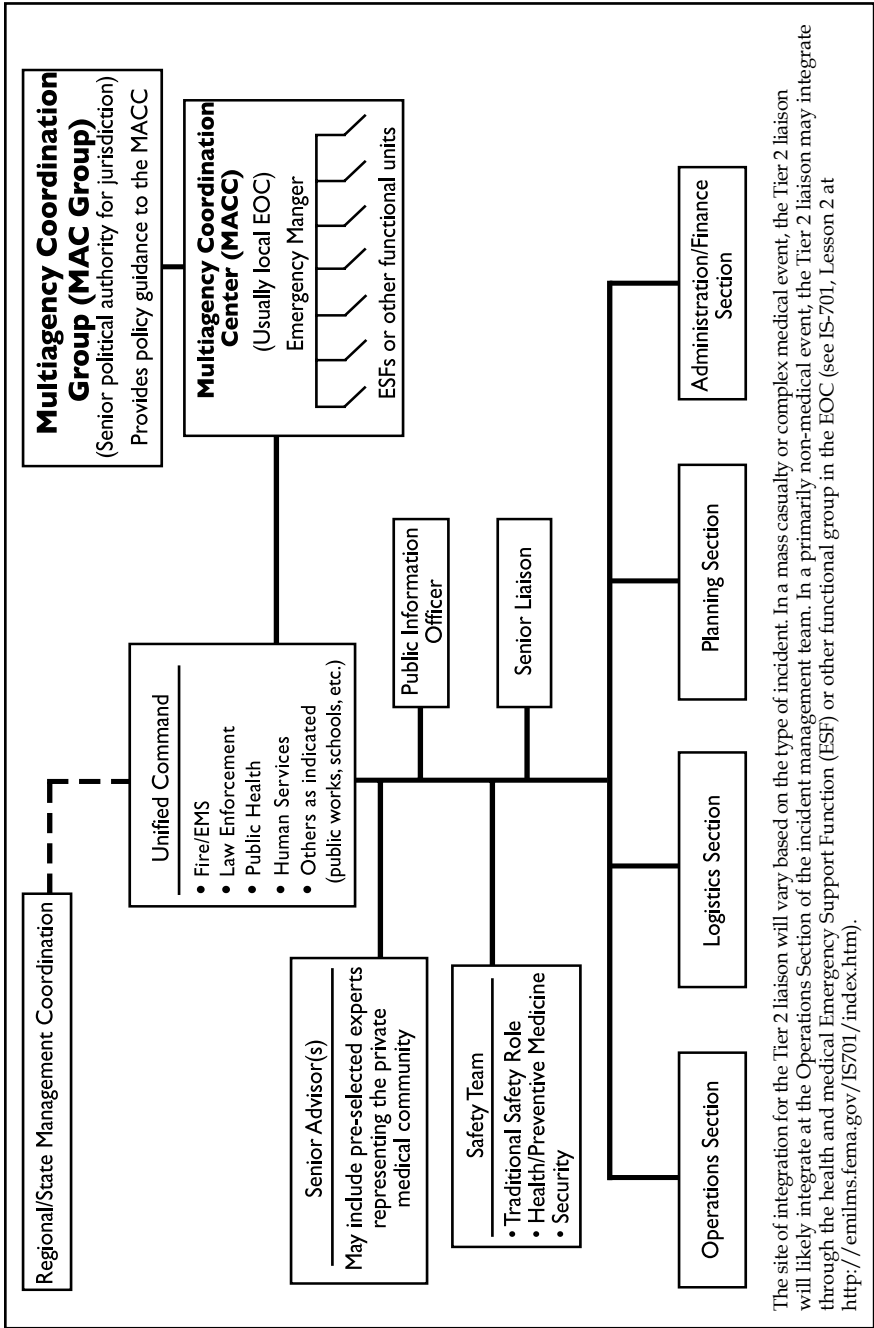 Regional/State Management Coordination
Multiagency Coordination
Group (MAC Group)
(Senior political authority for jurisdiction)
Provides policy guidance to the MACC
Unified Command
• Fire/EMS
• Law Enforcement
• Public Health
• Human Services
• Others as indicated
(public works, schools, etc.)
Multiagency Coordination
Center (MACC)
(Usually local EOC)
Emergency Manger
ESFs or other functional units
Senior Advisor(s)
May include pre-selected experts
representing the private
medical community
Public Information
Officer
Safety Team
• Traditional Safety Role
• Health/Preventive Medicine
• Security
Senior Liaison
Operations Section
Logistics Section
Planning Section
Administration/Finance
Section
The site of integration for the Tier 2 liaison will vary based on the type of incident. In a mass casualty or complex medical event, the Tier 2 liaison
will likely integrate at the Operations Section of the incident management team. In a primarily non-medical event, the Tier 2 liaison may integrate
through the health and medical Emergency Support Function (ESF) or other functional group in the EOC (see IS-701, Lesson 2 at
http://emilms.fema.gov/IS701/index.htm).